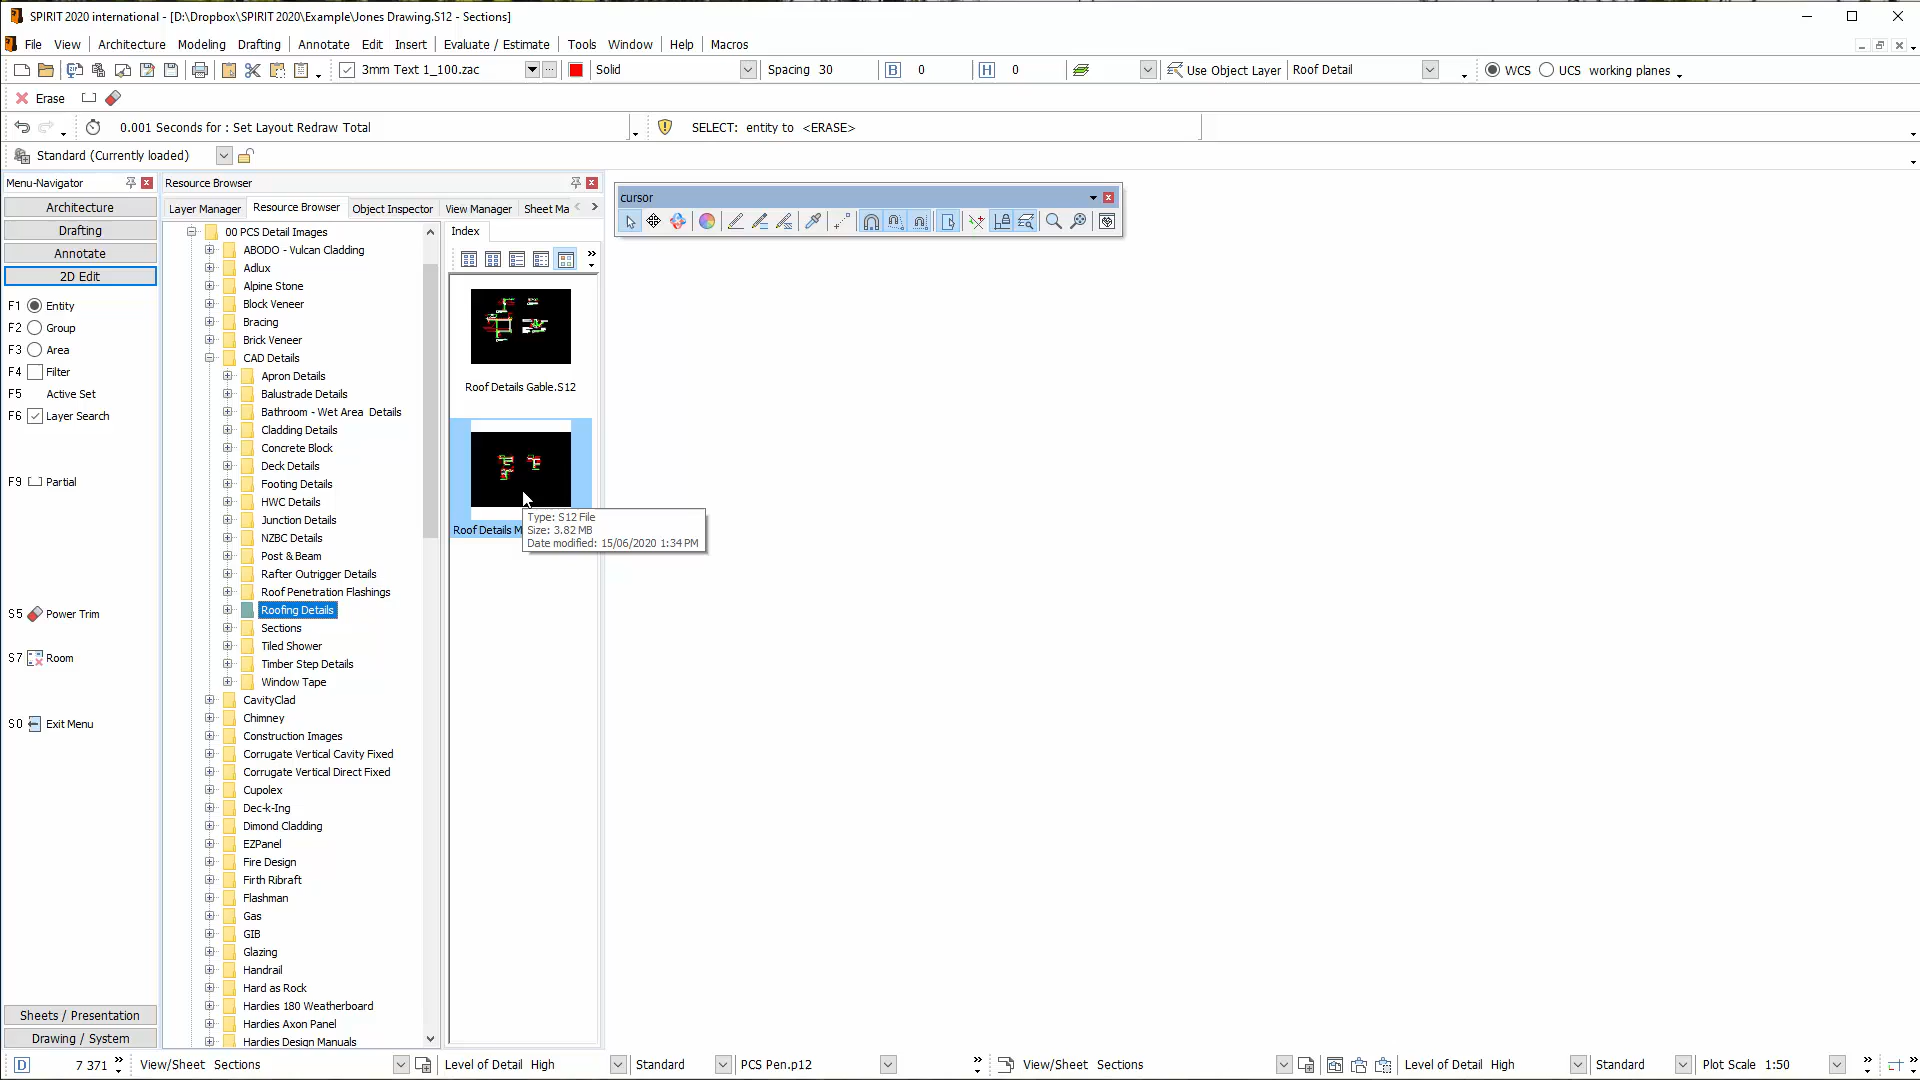 SPIRIT 2020 international - [D:\Dropbox\SPIRIT 2020\Example\Jones Drawing.S12 - Sections]
File View Architecture Modeling Drafting Annotate Edit Insert Evaluate / Estimate Tools Window Help Macros
3mm Text 1_100.zac Solid Spacing 30 B 0 H 0 Use Object Layer Roof Detail WCS UCS working planes
Erase
0.001 Seconds for : Set Layout Redraw Total SELECT: entity to <ERASE>
Standard (Currently loaded)
Menu-Navigator
Architecture
Drafting
Annotate
2D Edit
F1 Entity
F2 Group
F3 Area
F4 Filter
F5 Active Set
F6 Layer Search
F9 Partial
S5 Power Trim
S7 Room
S0 Exit Menu
Sheets / Presentation
Drawing / System
Resource Browser
Layer Manager Resource Browser Object Inspector View Manager Sheet Ma
00 PCS Detail Images
ABODO - Vulcan Cladding
Adlux
Alpine Stone
Block Veneer
Bracing
Brick Veneer
CAD Details
Apron Details
Balustrade Details
Bathroom - Wet Area Details
Cladding Details
Concrete Block
Deck Details
Footing Details
HWC Details
Junction Details
NZBC Details
Post & Beam
Rafter Outrigger Details
Roof Penetration Flashings
Roofing Details
Sections
Tiled Shower
Timber Step Details
Window Tape
CavityClad
Chimney
Construction Images
Corrugate Vertical Cavity Fixed
Corrugate Vertical Direct Fixed
Cupolex
Dec-k-Ing
Dimond Cladding
EZPanel
Fire Design
Firth Ribraft
Flashman
Gas
GIB
Glazing
Handrail
Hard as Rock
Hardies 180 Weatherboard
Hardies Axon Panel
Hardies Design Manuals
Index
Roof Details Gable.S12
Roof Details M
Type: S12 File
Size: 3.82 MB
Date modified: 15/06/2020 1:34 PM
cursor
D 7 371 View/Sheet Sections Level of Detail High Standard PCS Pen.p12 View/Sheet Sections Level of Detail High Standard Plot Scale 1:50